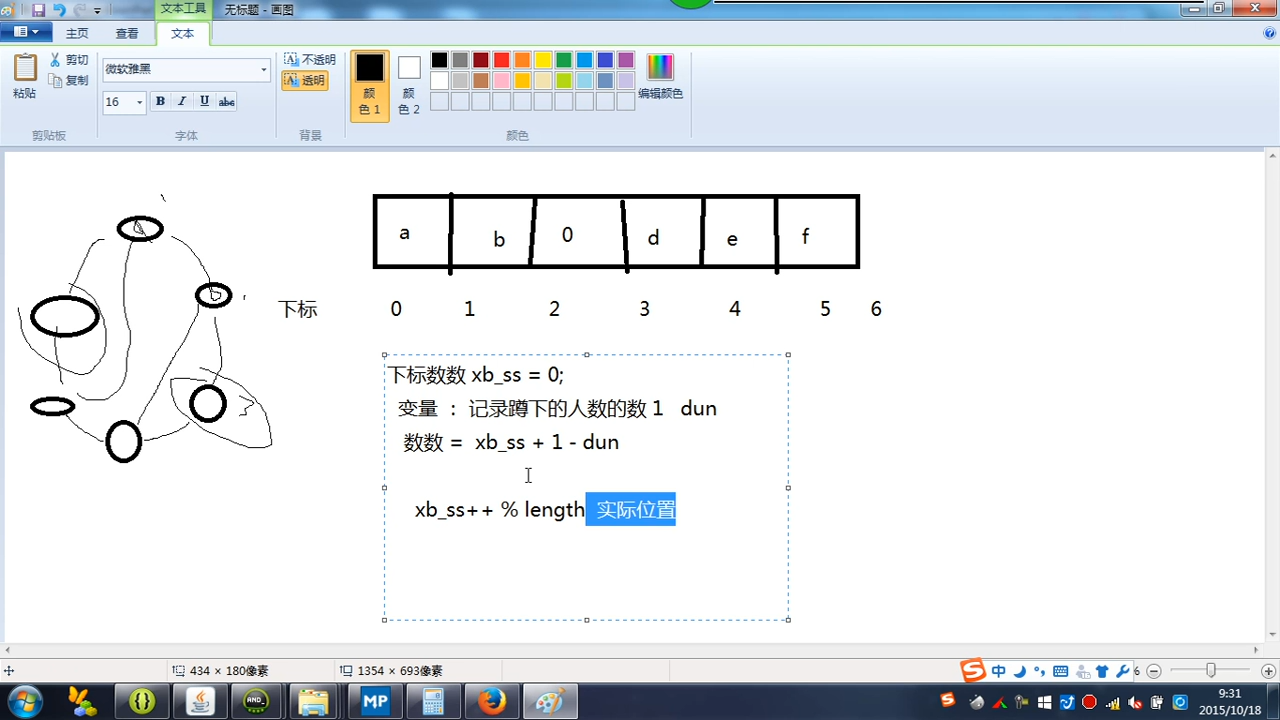 文本工具 无标题 - 画图
主页 查看 文本
粘贴 剪切 复制
微软雅黑
16 B I U abc
不透明
透明
颜色 1
颜色 2
编辑颜色
剪贴板 字体 背景 颜色
a b 0 d e f
下标 0 1 2 3 4 5 6
下标数数 xb_ss = 0;
变量 ： 记录蹲下的人数的数 1 dun
数数 = xb_ss + 1 - dun
xb_ss++ % length 实际位置
434 × 180像素 1354 × 693像素
中
AND_ MP
9:31
2015/10/18